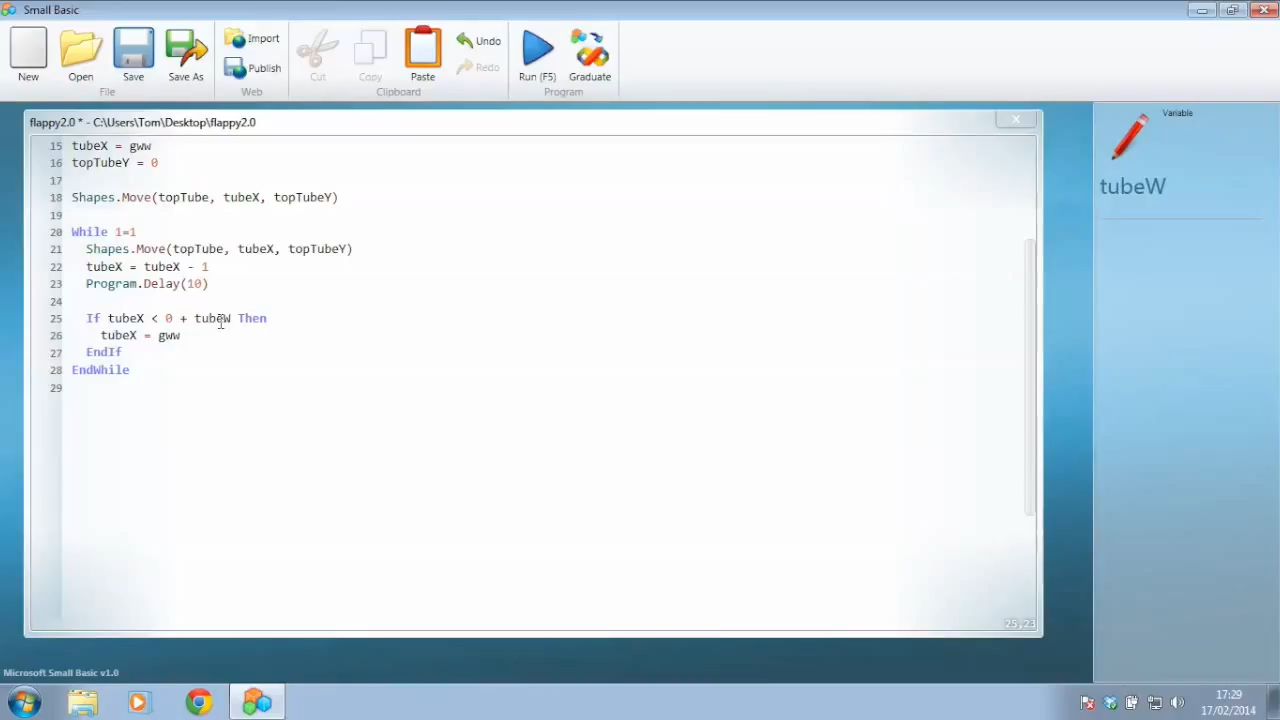 Small Basic
New
Open
Save
Save As
Import
Publish
Cut
Copy
Paste
Undo
Redo
Run (F5)
Graduate
File
Web
Clipboard
Program
flappy2.0 * - C:\Users\Tom\Desktop\flappy2.0
15 tubeX = gww
16 topTubeY = 0
17
18 Shapes.Move(topTube, tubeX, topTubeY)
19
20 While 1=1
21 Shapes.Move(topTube, tubeX, topTubeY)
22 tubeX = tubeX - 1
23 Program.Delay(10)
24
25 If tubeX < 0 + tubeW Then
26 tubeX = gww
27 EndIf
28 EndWhile
29
25,23
Variable
tubeW
Microsoft Small Basic v1.0
17:29
17/02/2014